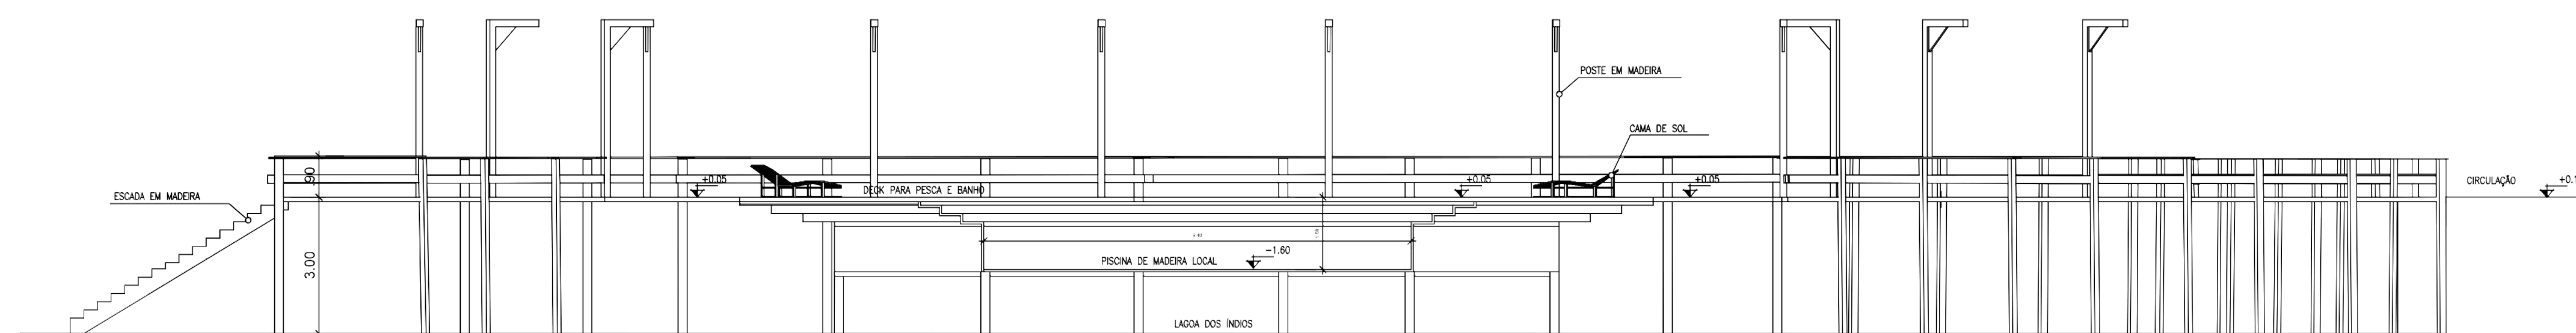 POSTE EM MADEIRA
CAMA DE SOL
.90
+0.05
DECK PARA PESCA E BANHO
+0.05
+0.05
CIRCULAÇÃO
ESCADA EM MADEIRA
3.00
-1.60
PISCINA DE MADEIRA LOCAL
LAGOA DOS ÍNDIOS